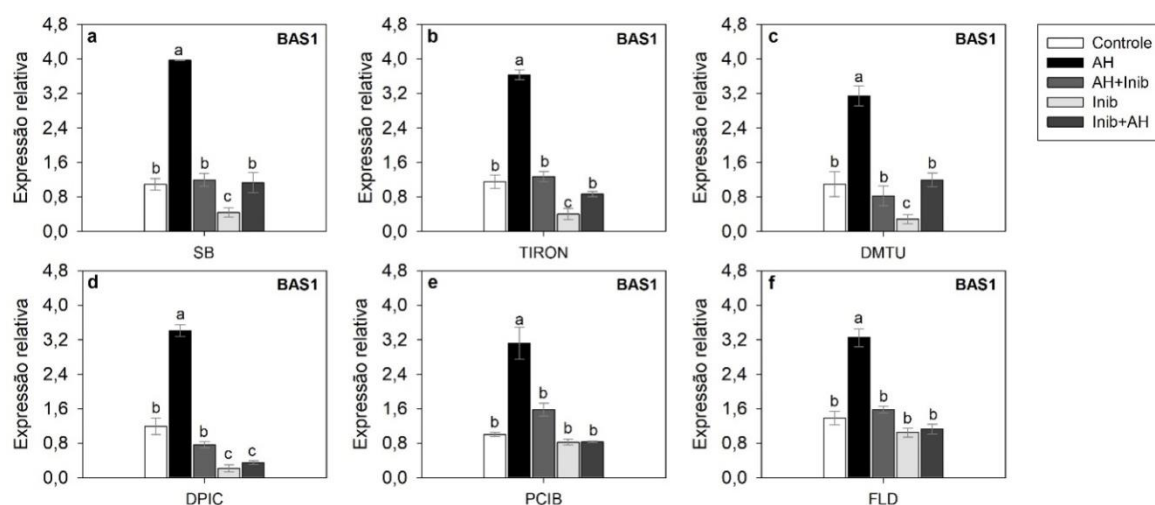 a BAS1
4,8
4,0
3,2
2,4
1,6
0,8
0,0
Expressão relativa
b a b c b
SB
b BAS1
4,8
4,0
3,2
2,4
1,6
0,8
0,0
Expressão relativa
b a b c b
TIRON
c BAS1
4,8
4,0
3,2
2,4
1,6
0,8
0,0
Expressão relativa
b a b c b
DMTU
Controle
AH
AH+Inib
Inib
Inib+AH
d BAS1
4,8
4,0
3,2
2,4
1,6
0,8
0,0
Expressão relativa
b a b c c
DPIC
e BAS1
4,8
4,0
3,2
2,4
1,6
0,8
0,0
Expressão relativa
b a b b b
PCIB
f BAS1
4,8
4,0
3,2
2,4
1,6
0,8
0,0
Expressão relativa
b a b b b
FLD